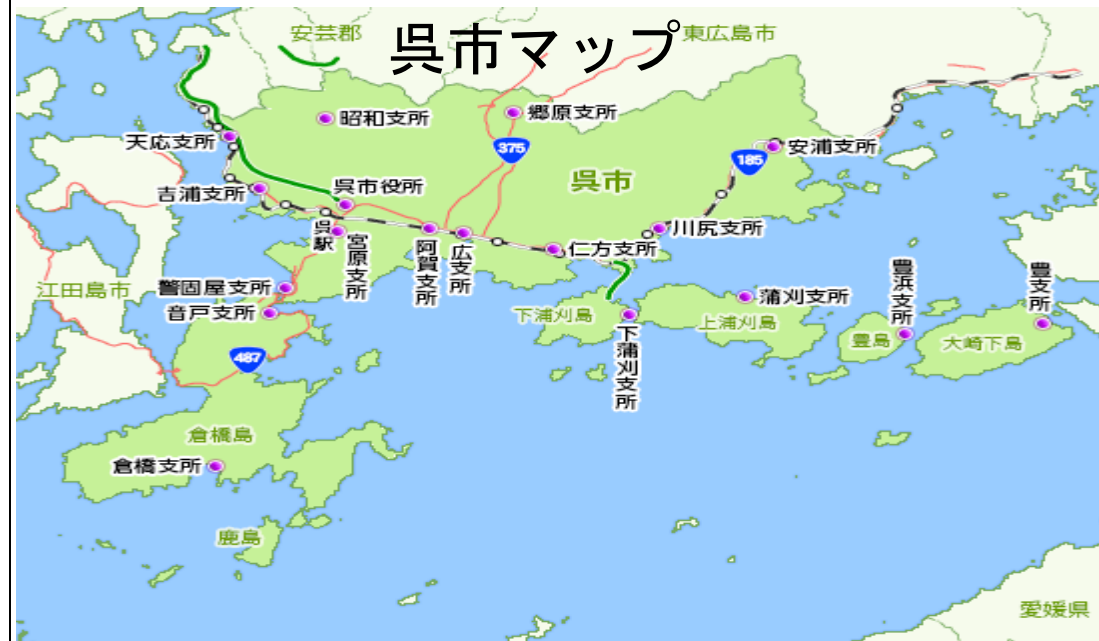 呉市マップ
安芸郡
東広島市
昭和支所
郷原支所
天応支所
375
185
安浦支所
呉市
吉浦支所
呉市役所
呉駅
宮原支所
阿賀支所
広支所
仁方支所
川尻支所
江田島市
警固屋支所
音戸支所
下浦刈島
下蒲刈支所
蒲刈支所
上浦刈島
豊浜支所
豊島
豊支所
大崎下島
487
倉橋島
倉橋支所
鹿島
愛媛県